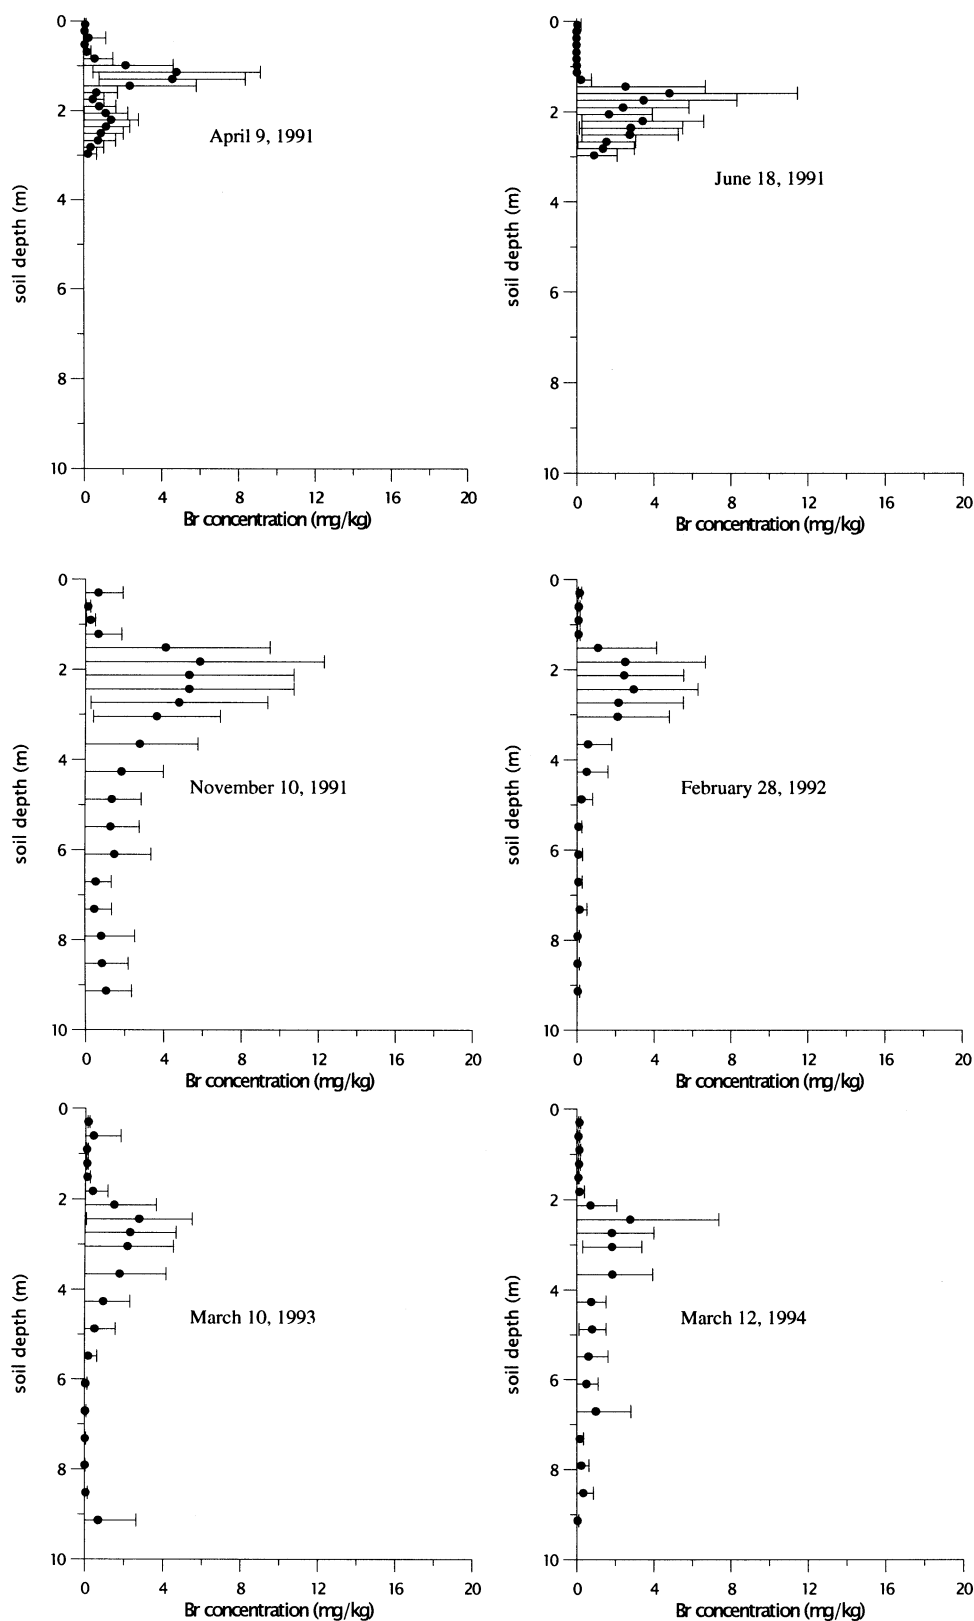 0
2
4
6
8
10
soil depth (m)
April 9, 1991
0 4 8 12 16 20
Br concentration (mg/kg)
0
2
4
6
8
10
soil depth (m)
June 18, 1991
0 4 8 12 16 20
Br concentration (mg/kg)
0
2
4
6
8
10
soil depth (m)
November 10, 1991
0 4 8 12 16 20
Br concentration (mg/kg)
0
2
4
6
8
10
soil depth (m)
February 28, 1992
0 4 8 12 16 20
Br concentration (mg/kg)
0
2
4
6
8
10
soil depth (m)
March 10, 1993
0 4 8 12 16 20
Br concentration (mg/kg)
0
2
4
6
8
10
soil depth (m)
March 12, 1994
0 4 8 12 16 20
Br concentration (mg/kg)